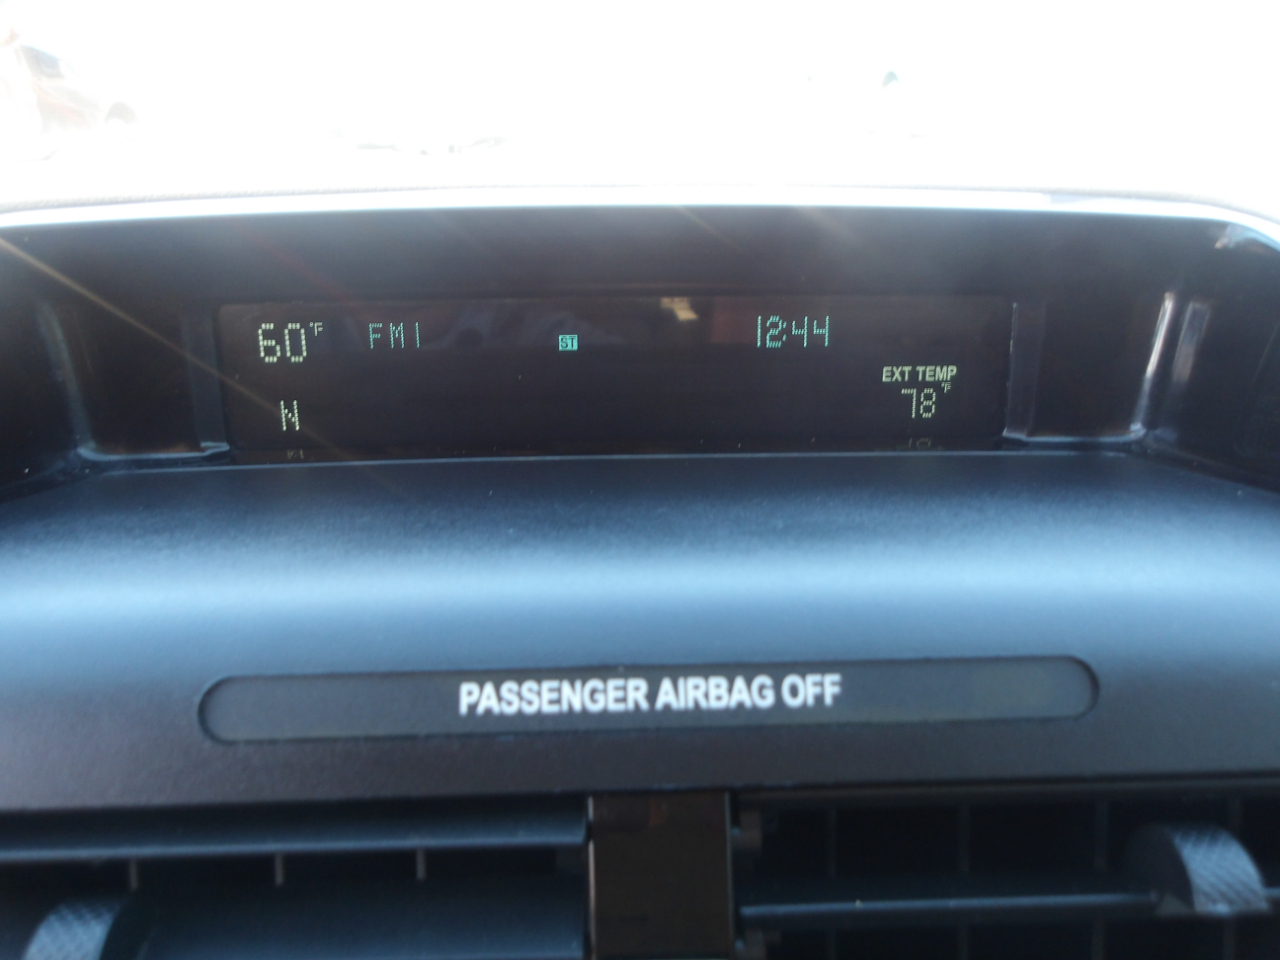 60°F FM1 ST 12:44
EXT TEMP
N 78°F
PASSENGER AIRBAG OFF